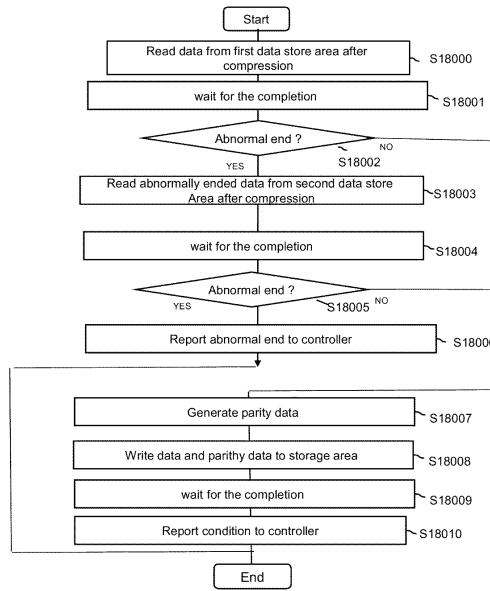 Start
Read data from first data store area after
compression
S18000
wait for the completion
S18001
Abnormal end ?
NO
S18002
YES
Read abnormally ended data from second data store
Area after compression
S18003
wait for the completion
S18004
Abnormal end ?
NO
S18005
YES
Report abnormal end to controller
S1800
Generate parity data
S18007
Write data and parithy data to storage area
S18008
wait for the completion
S18009
Report condition to controller
S18010
End